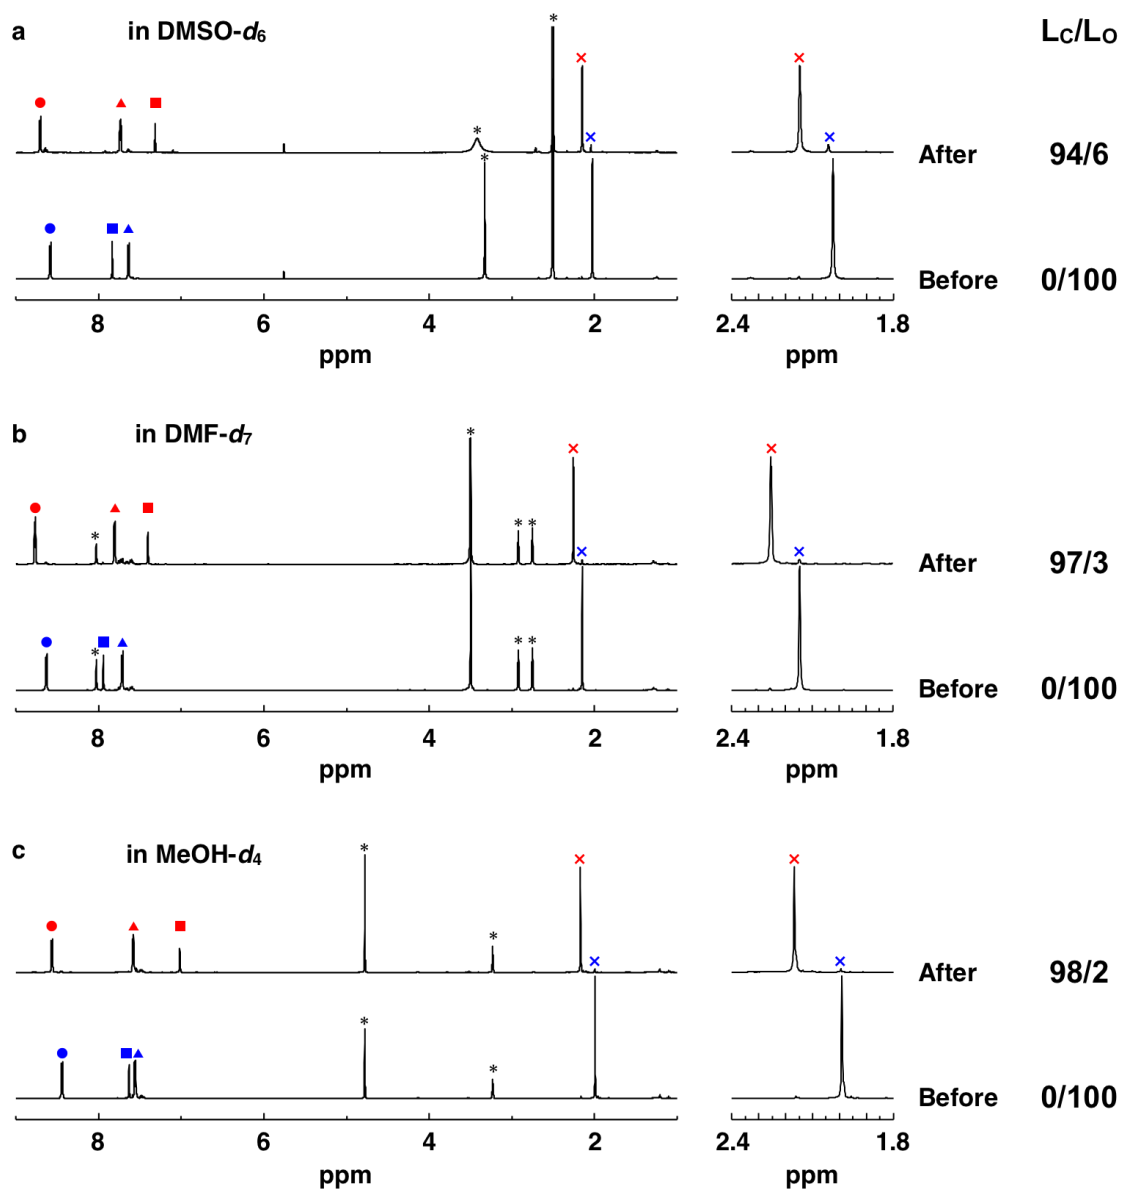 a
in DMSO-d6
LC/LO
*
*
*
After
94/6
Before
0/100
8
6
4
2
ppm
2.4
1.8
ppm
b
in DMF-d7
*
*
*
*
After
97/3
*
*
*
Before
0/100
8
6
4
2
ppm
2.4
1.8
ppm
c
in MeOH-d4
*
*
After
98/2
*
*
Before
0/100
8
6
4
2
ppm
2.4
1.8
ppm